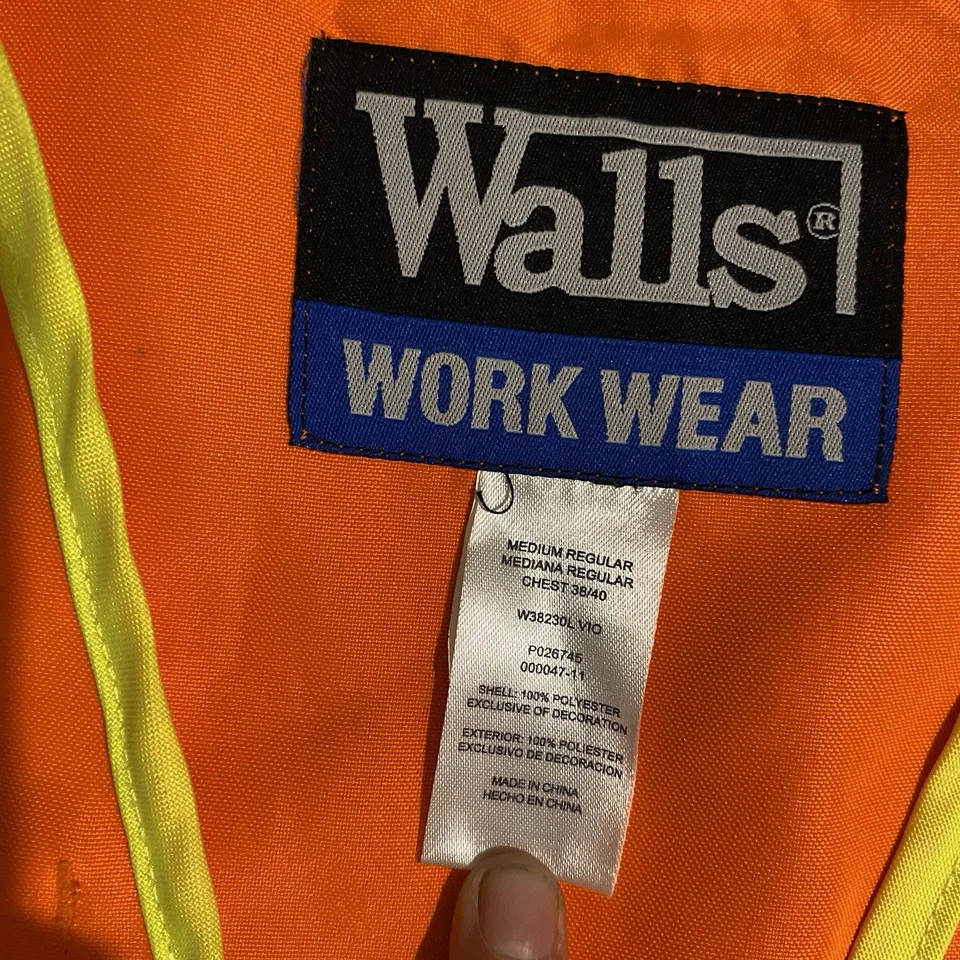 Walls®
WORK WEAR
MEDIUM REGULAR
MEDIANA REGULAR
CHEST 38/40
W38230L VIO
P026745
000047-11
SHELL: 100% POLYESTER
EXCLUSIVE OF DECORATION
EXTERIOR: 100% POLIESTER
EXCLUSIVO DE DECORACION
MADE IN CHINA
HECHO EN CHINA